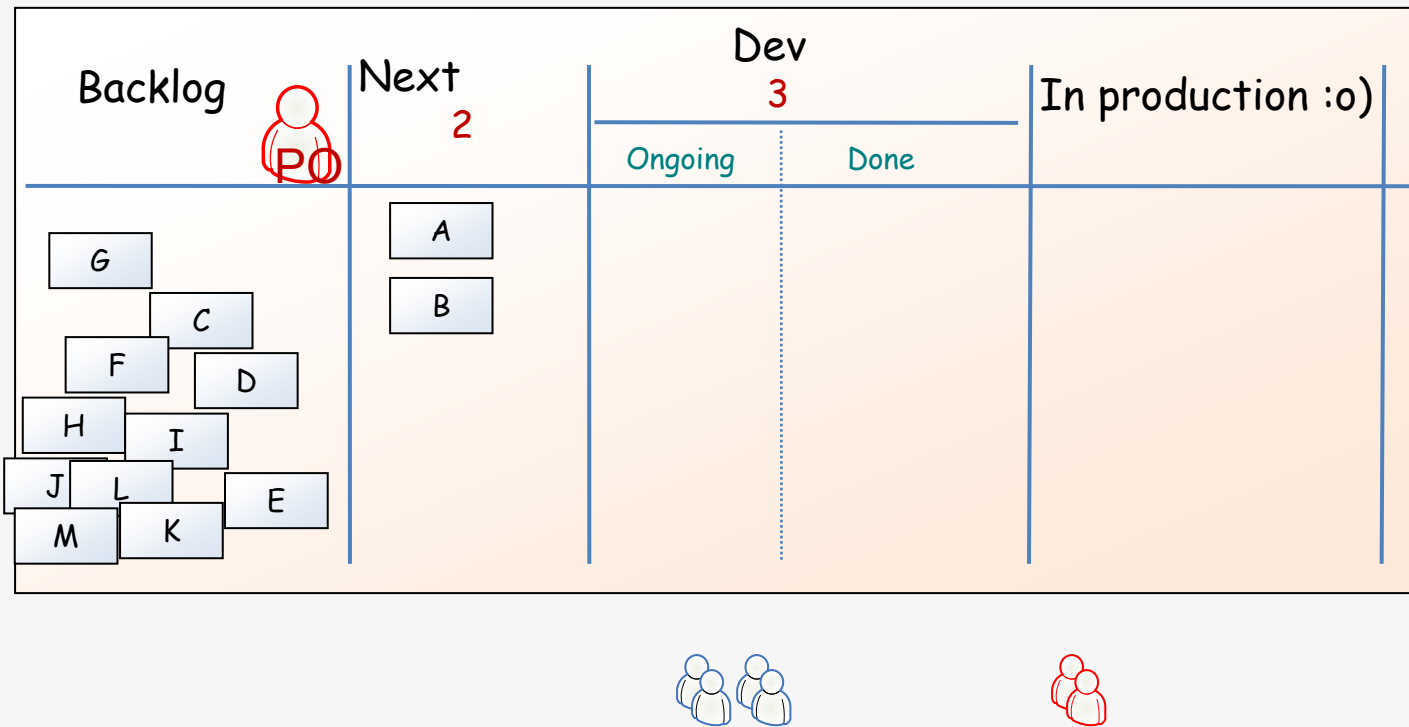 Backlog
PO
Next
2
Dev
3
Ongoing
Done
In production :o)
G
C
F
D
H
I
J
L
E
M
K
A
B